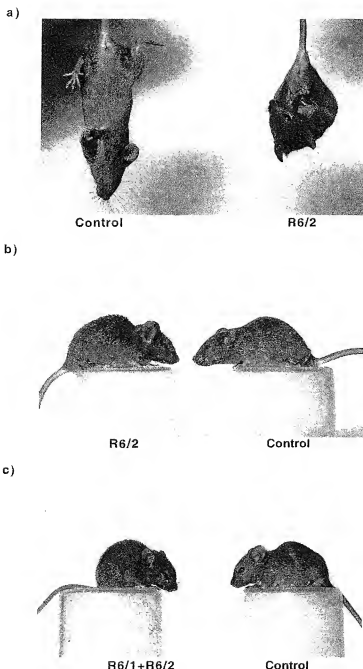 a)
Control R6/2
b)
R6/2 Control
c)
R6/1+R6/2 Control